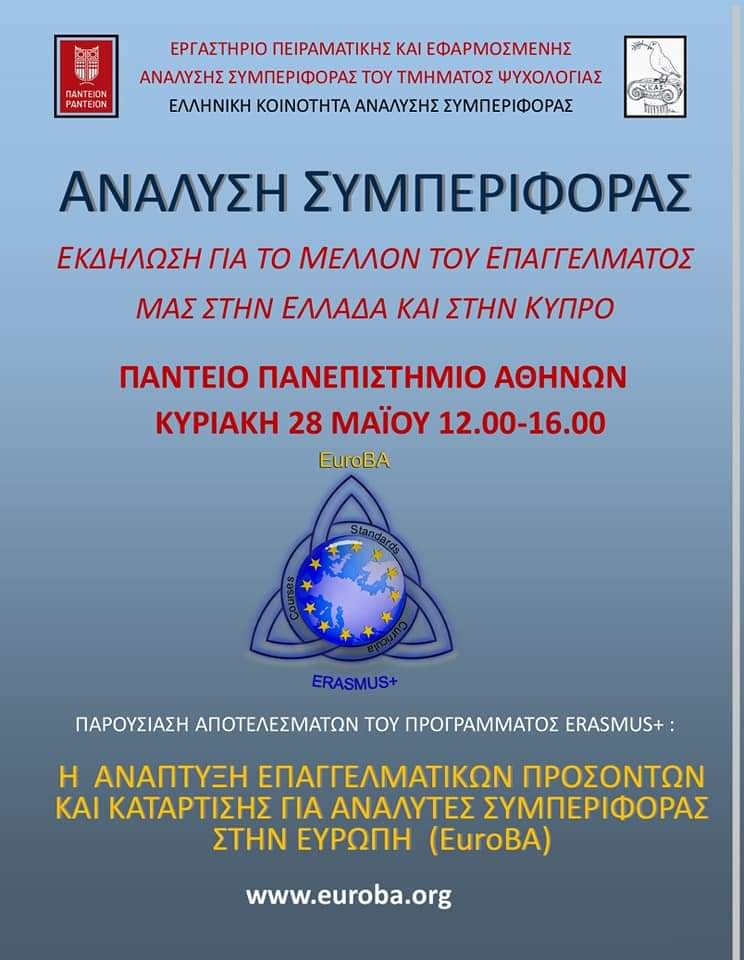 ΠΑΝΤΕΙΟΝ
PANTEION
ΕΡΓΑΣΤΗΡΙΟ ΠΕΙΡΑΜΑΤΙΚΗΣ ΚΑΙ ΕΦΑΡΜΟΣΜΕΝΗΣ
ΑΝΑΛΥΣΗΣ ΣΥΜΠΕΡΙΦΟΡΑΣ ΤΟΥ ΤΜΗΜΑΤΟΣ ΨΥΧΟΛΟΓΙΑΣ
ΕΛΛΗΝΙΚΗ ΚΟΙΝΟΤΗΤΑ ΑΝΑΛΥΣΗΣ ΣΥΜΠΕΡΙΦΟΡΑΣ
ΑΝΑΛΥΣΗ ΣΥΜΠΕΡΙΦΟΡΑΣ
ΕΚΔΗΛΩΣΗ ΓΙΑ ΤΟ ΜΕΛΛΟΝ ΤΟΥ ΕΠΑΓΓΕΛΜΑΤΟΣ
ΜΑΣ ΣΤΗΝ ΕΛΛΑΔΑ ΚΑΙ ΣΤΗΝ ΚΥΠΡΟ
ΠΑΝΤΕΙΟ ΠΑΝΕΠΙΣΤΗΜΙΟ ΑΘΗΝΩΝ
ΚΥΡΙΑΚΗ 28 ΜΑΪΟΥ 12.00-16.00
EuroBA
Standards
Courses
Curricula
ERASMUS+
ΠΑΡΟΥΣΙΑΣΗ ΑΠΟΤΕΛΕΣΜΑΤΩΝ ΤΟΥ ΠΡΟΓΡΑΜΜΑΤΟΣ ERASMUS+ :
Η ΑΝΑΠΤΥΞΗ ΕΠΑΓΓΕΛΜΑΤΙΚΩΝ ΠΡΟΣΟΝΤΩΝ
ΚΑΙ ΚΑΤΑΡΤΙΣΗΣ ΓΙΑ ΑΝΑΛΥΤΕΣ ΣΥΜΠΕΡΙΦΟΡΑΣ
ΣΤΗΝ ΕΥΡΩΠΗ (EuroBA)
www.euroba.org